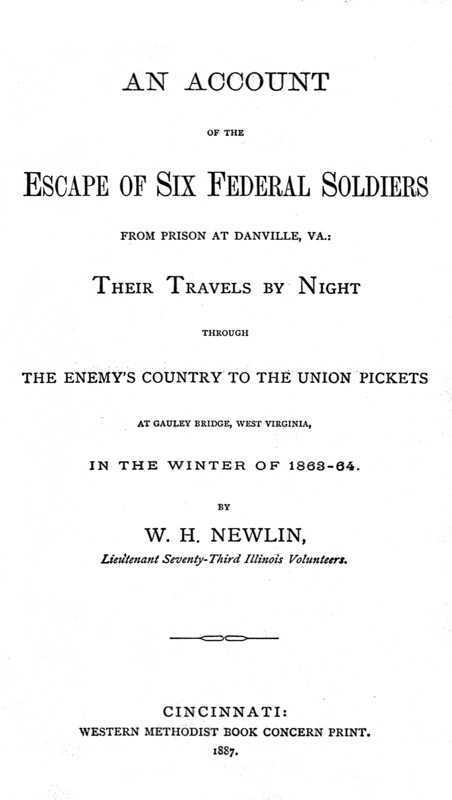 AN ACCOUNT
OF THE
ESCAPE OF SIX FEDERAL SOLDIERS
FROM PRISON AT DANVILLE, VA.:
THEIR TRAVELS BY NIGHT
THROUGH
THE ENEMY'S COUNTRY TO THE UNION PICKETS
AT GAULEY BRIDGE, WEST VIRGINIA,
IN THE WINTER OF 1863-64.
BY
W. H. NEWLIN,
Lieutenant Seventy-Third Illinois Volunteers.
CINCINNATI:
WESTERN METHODIST BOOK CONCERN PRINT.
1887.